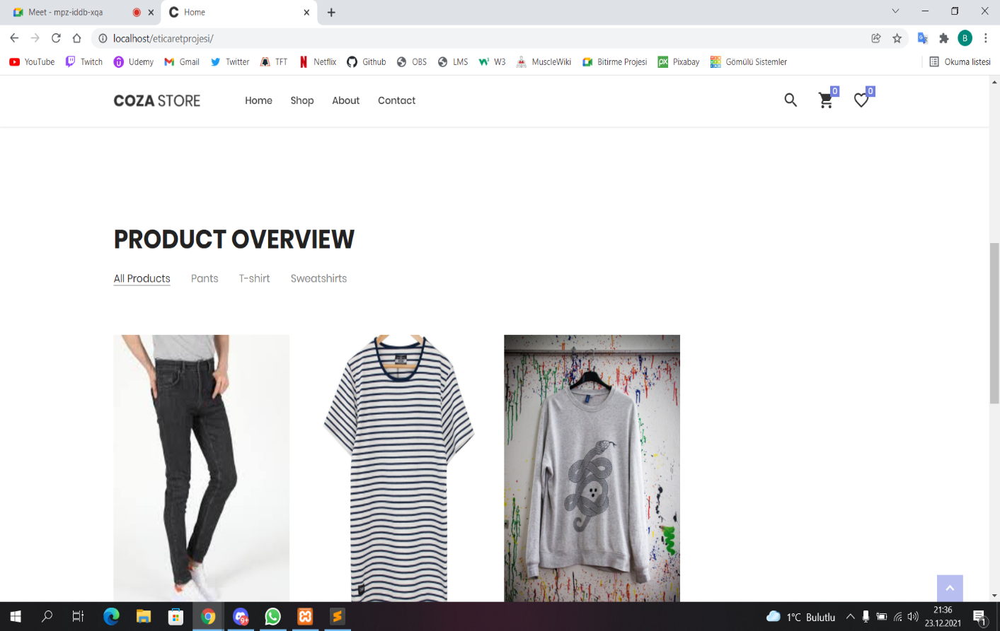 Meet - mpz-iddb-xqa
Home
localhost/eticaretprojesi/
B
YouTube
Twitch
Udemy
Gmail
Twitter
TFT
Netflix
Github
OBS
LMS
W3
MuscleWiki
Bitirme Projesi
Pixabay
Gömülü Sistemler
Okuma listesi
COZA STORE
Home
Shop
About
Contact
0
0
PRODUCT OVERVIEW
All Products
Pants
T-shirt
Sweatshirts
9+
1°C Bulutlu
21:36
23.12.2021
1